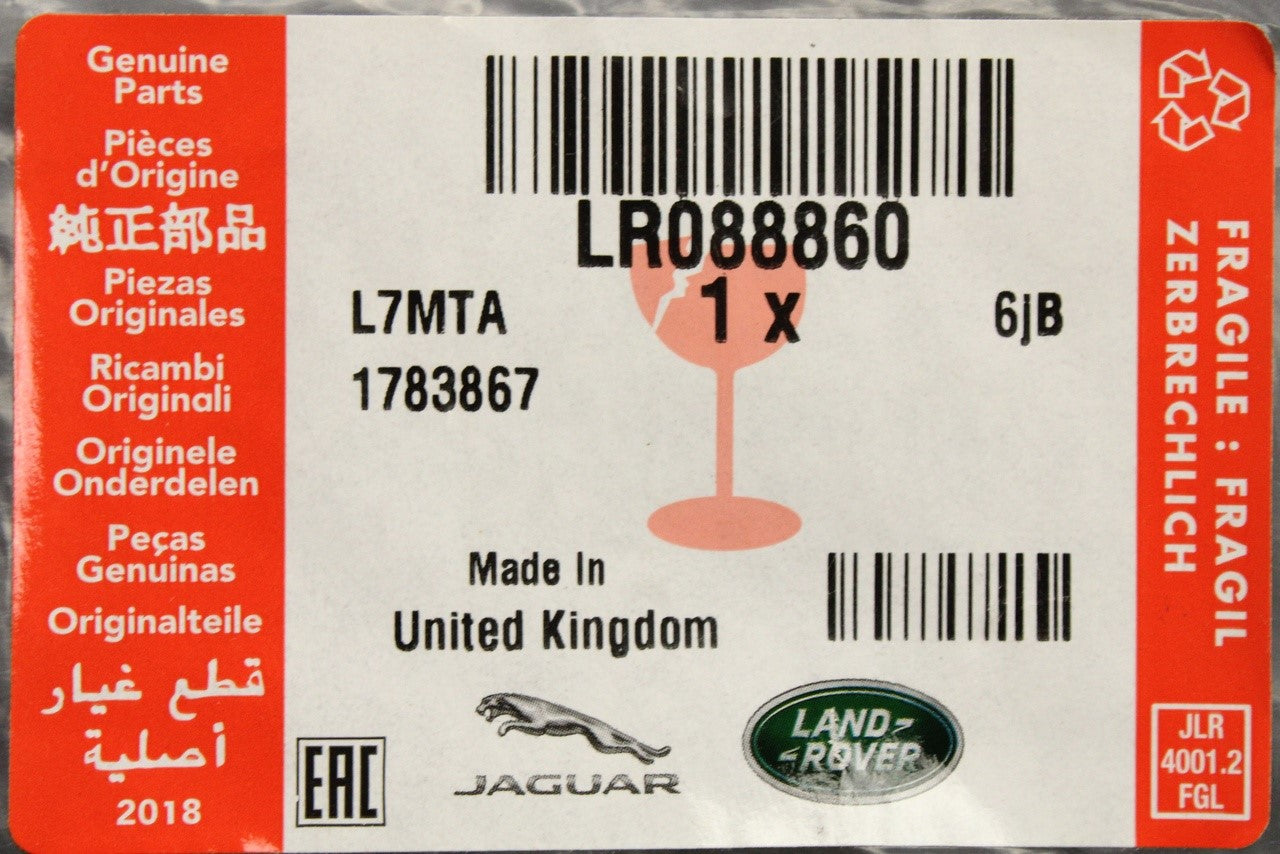 Genuine
Parts
Pièces
d'Origine
純正部品
Piezas
Originales
Ricambi
Originali
Originele
Onderdelen
Peças
Genuinas
Originalteile
قطع غيار
أصلية
2018
LR088860
1 x
L7MTA
6jB
1783867
Made In
United Kingdom
EAC
JAGUAR
LAND-
-ROVER
FRAGILE : FRAGIL
ZERBRECHLICH
JLR
4001.2
FGL